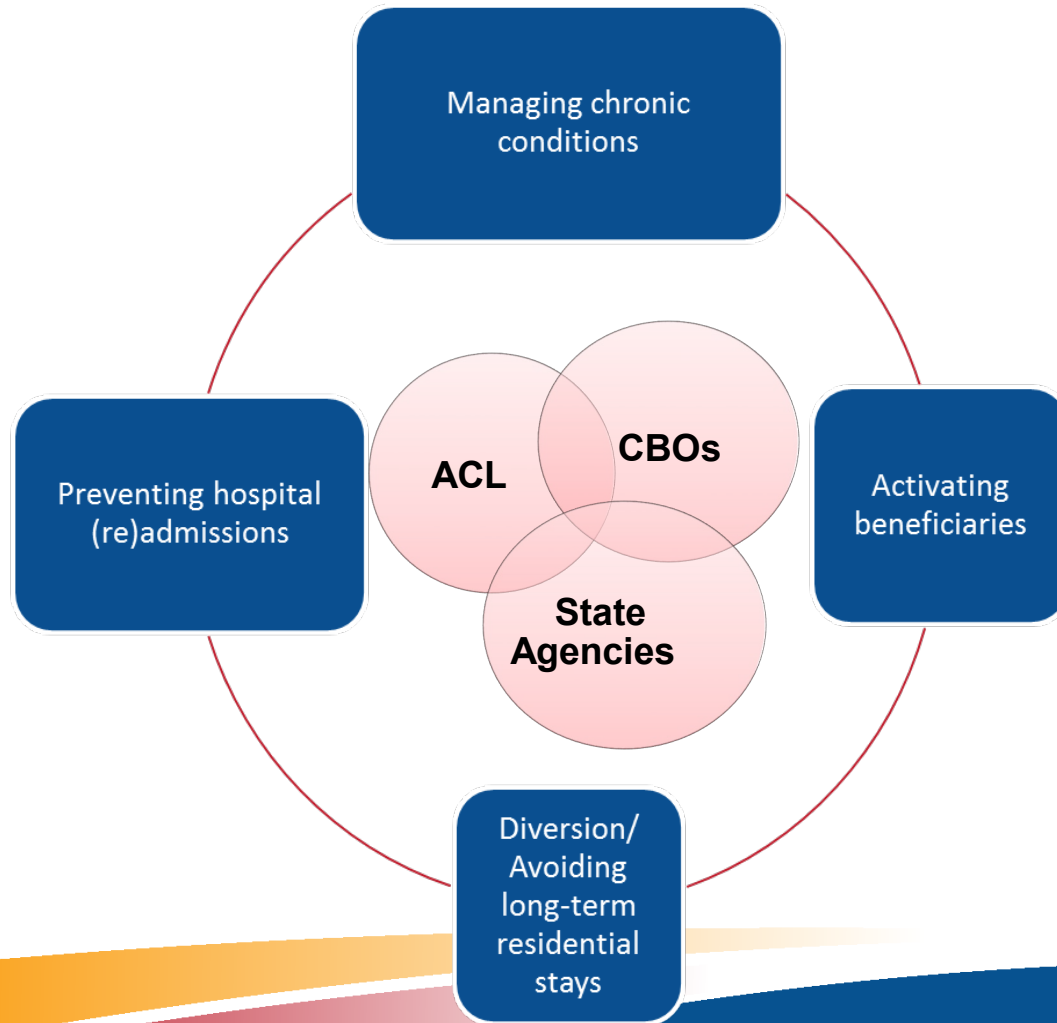 Managing chronic
conditions
ACL
CBOs
Preventing hospital
(re)admissions
Activating
beneficiaries
State
Agencies
Diversion/
Avoiding
long-term
residential
stays